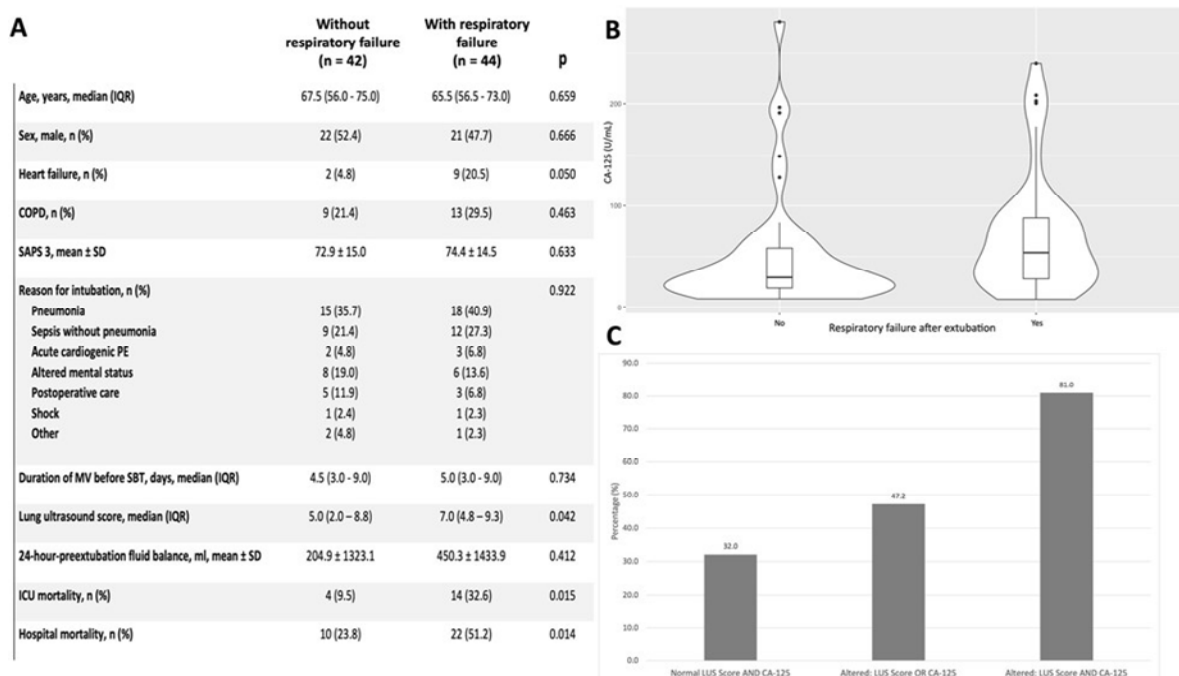 A
Without respiratory failure (n = 42) With respiratory failure (n = 44) p
Age, years, median (IQR) 67.5 (56.0 - 75.0) 65.5 (56.5 - 73.0) 0.659
Sex, male, n (%) 22 (52.4) 21 (47.7) 0.666
Heart failure, n (%) 2 (4.8) 9 (20.5) 0.050
COPD, n (%) 9 (21.4) 13 (29.5) 0.463
SAPS 3, mean ± SD 72.9 ± 15.0 74.4 ± 14.5 0.633
Reason for intubation, n (%) 0.922
Pneumonia 15 (35.7) 18 (40.9)
Sepsis without pneumonia 9 (21.4) 12 (27.3)
Acute cardiogenic PE 2 (4.8) 3 (6.8)
Altered mental status 8 (19.0) 6 (13.6)
Postoperative care 5 (11.9) 3 (6.8)
Shock 1 (2.4) 1 (2.3)
Other 2 (4.8) 1 (2.3)
Duration of MV before SBT, days, median (IQR) 4.5 (3.0 - 9.0) 5.0 (3.0 - 9.0) 0.734
Lung ultrasound score, median (IQR) 5.0 (2.0 – 8.8) 7.0 (4.8 – 9.3) 0.042
24-hour-preextubation fluid balance, ml, mean ± SD 204.9 ± 1323.1 450.3 ± 1433.9 0.412
ICU mortality, n (%) 4 (9.5) 14 (32.6) 0.015
Hospital mortality, n (%) 10 (23.8) 22 (51.2) 0.014
B
CA-125 (U/mL)
200
100
0
No Yes
Respiratory failure after extubation
C
Percentage (%)
90.0
80.0
70.0
60.0
50.0
40.0
30.0
20.0
10.0
0.0
32.0
47.2
81.0
Normal LUS Score AND CA-125 Altered: LUS Score OR CA-125 Altered: LUS Score AND CA-125